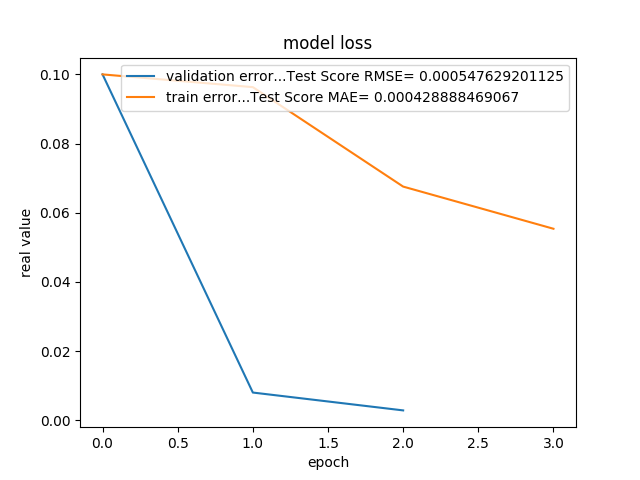 model loss
validation error...Test Score RMSE= 0.000547629201125
train error...Test Score MAE= 0.000428888469067
real value
0.10
0.08
0.06
0.04
0.02
0.00
0.0 0.5 1.0 1.5 2.0 2.5 3.0
epoch